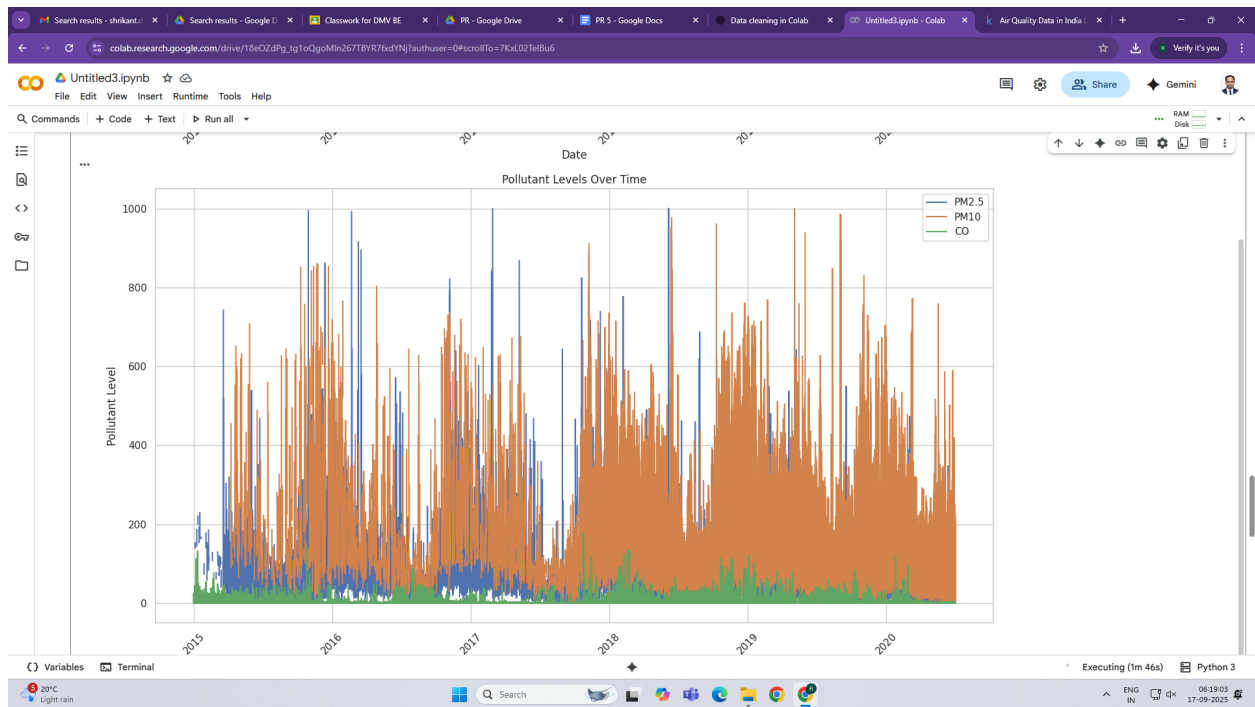 Search results - shrikant.d
Search results - Google D
Classwork for DMV BE
PR - Google Drive
PR 5 - Google Docs
Data cleaning in Colab
Untitled3.ipynb - Colab
Air Quality Data in India (
colab.research.google.com/drive/
Verify it's you
Untitled3.ipynb
File Edit View Insert Runtime Tools Help
Share
Gemini
Commands + Code + Text Run all
RAM
Disk
Date
Pollutant Levels Over Time
PM2.5
PM10
CO
Pollutant Level
1000
800
600
400
200
0
2015 2016 2017 2018 2019 2020
Variables Terminal
Executing (1m 46s) Python 3
3
20°C
Light rain
Search
ENG
IN
06:19:03
17-09-2025